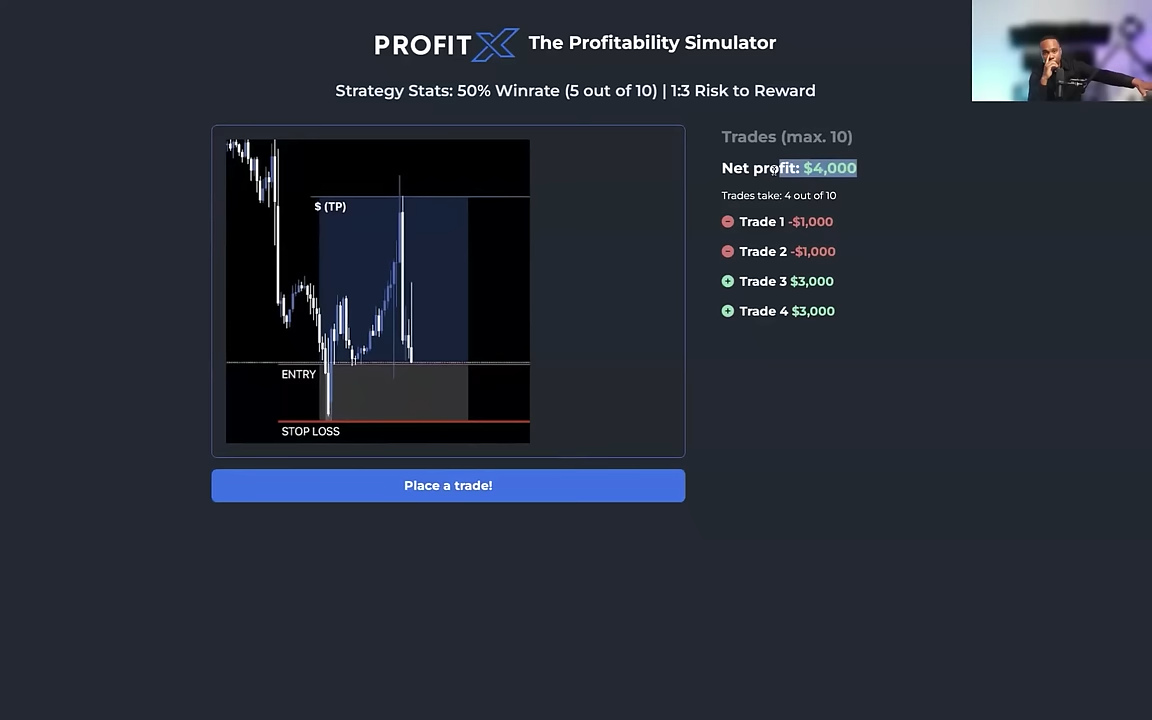 PROFITX The Profitability Simulator
Strategy Stats: 50% Winrate (5 out of 10) | 1:3 Risk to Reward
Trades (max. 10)
Net profit: $4,000
Trades take: 4 out of 10
Trade 1 -$1,000
Trade 2 -$1,000
Trade 3 $3,000
Trade 4 $3,000
$ (TP)
ENTRY
STOP LOSS
Place a trade!